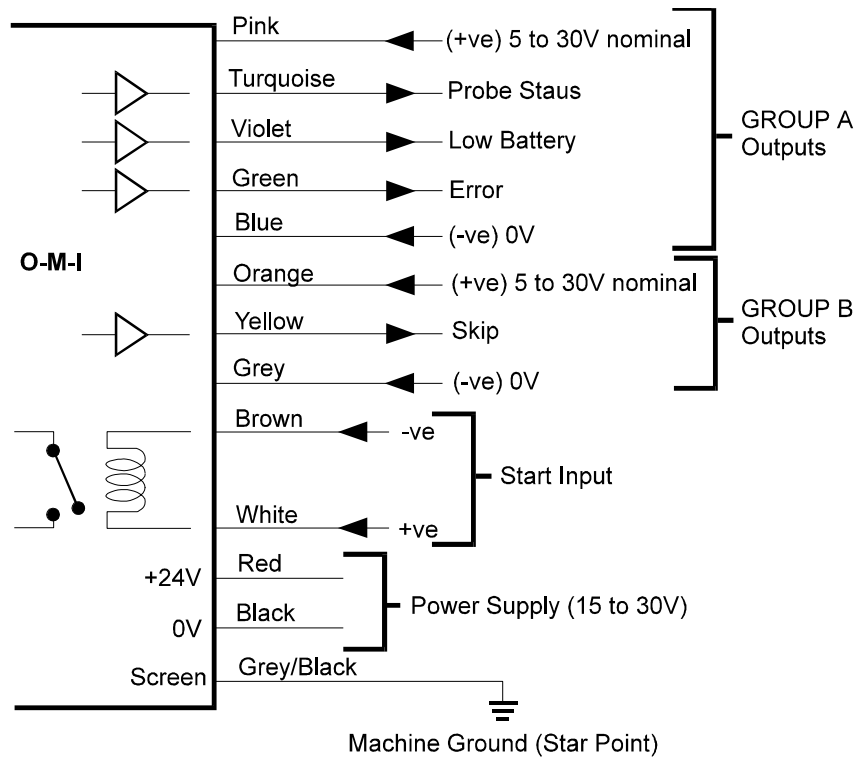 Pink
(+ve) 5 to 30V nominal
Turquoise
Probe Staus
Violet
Low Battery
GROUP A
Outputs
Green
Error
Blue
(-ve) 0V
O-M-I
Orange
(+ve) 5 to 30V nominal
Yellow
Skip
GROUP B
Outputs
Grey
(-ve) 0V
Brown
-ve
Start Input
White
+ve
+24V
Red
Power Supply (15 to 30V)
0V
Black
Screen
Grey/Black
Machine Ground (Star Point)